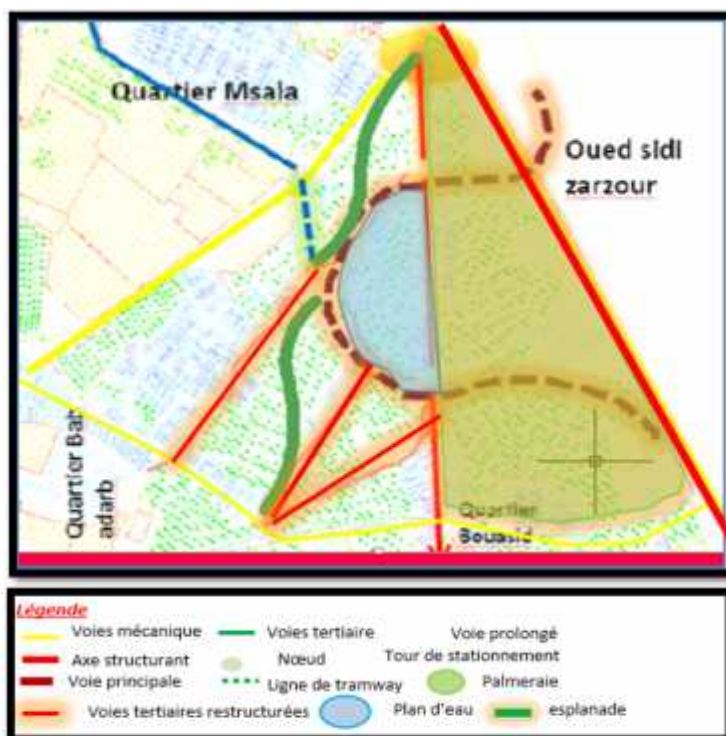 Quartier Msala
Oued sidi
zarzour
Quartier Bab
adarb
Quartier
Bouasid
Légende
Voies mécanique
Voies tertiaire
Voie prolongé
Axe structurant
Nœud
Tour de stationnement
Voie principale
Ligne de tramway
Palmeraie
Voies tertiaires restructurées
Plan d'eau
esplanade